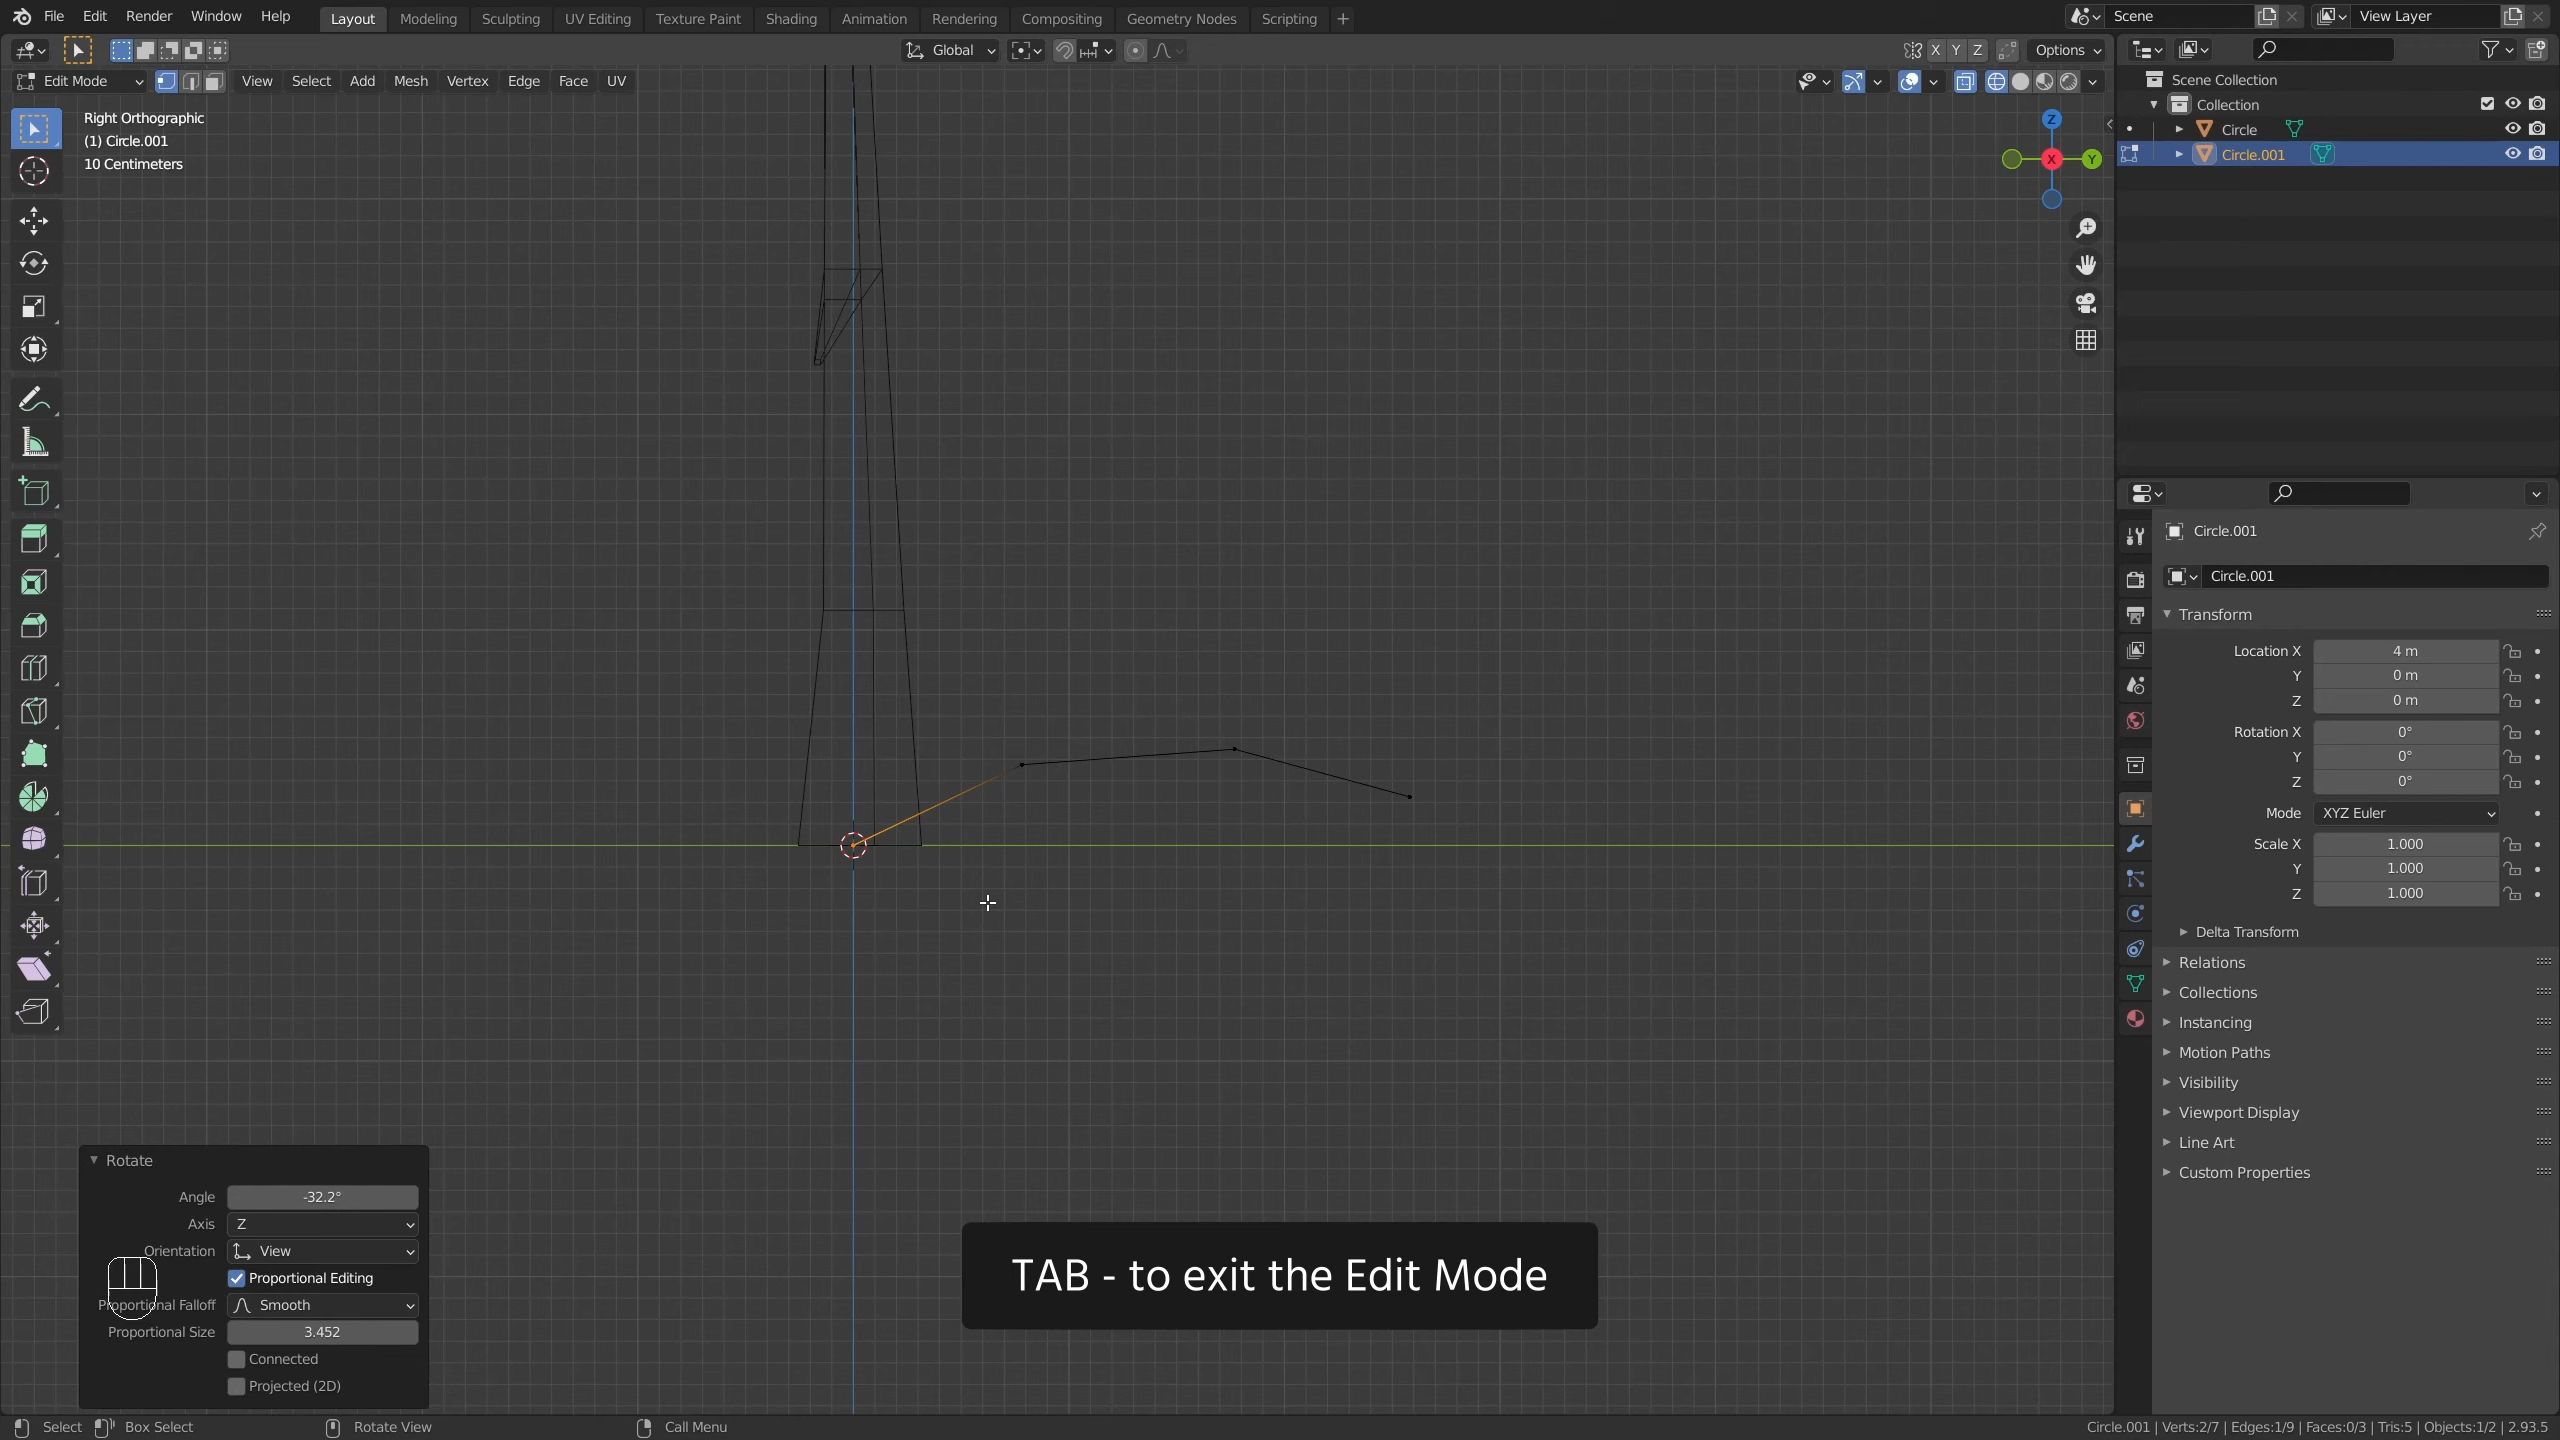 File Edit Render Window Help Layout Modeling Sculpting UV Editing Texture Paint Shading Animation Rendering Compositing Geometry Nodes Scripting Scene View Layer
Global X Y Z Options
Edit Mode View Select Add Mesh Vertex Edge Face UV
Scene Collection
Collection
Circle
Circle.001
Right Orthographic
(1) Circle.001
10 Centimeters
Z
X
Y
Circle.001
Circle.001
Transform
Location X 4 m
Y 0 m
Z 0 m
Rotation X 0°
Y 0°
Z 0°
Mode XYZ Euler
Scale X 1.000
Y 1.000
Z 1.000
Delta Transform
Relations
Collections
Instancing
Motion Paths
Visibility
Viewport Display
Line Art
Custom Properties
Rotate
Angle -32.2°
Axis Z
Orientation View
Proportional Editing
Proportional Falloff Smooth
Proportional Size 3.452
Connected
Projected (2D)
TAB - to exit the Edit Mode
Select Box Select Rotate View Call Menu
Circle.001 | Verts:2/7 | Edges:1/9 | Faces:0/3 | Tris:5 | Objects:1/2 | 2.93.5